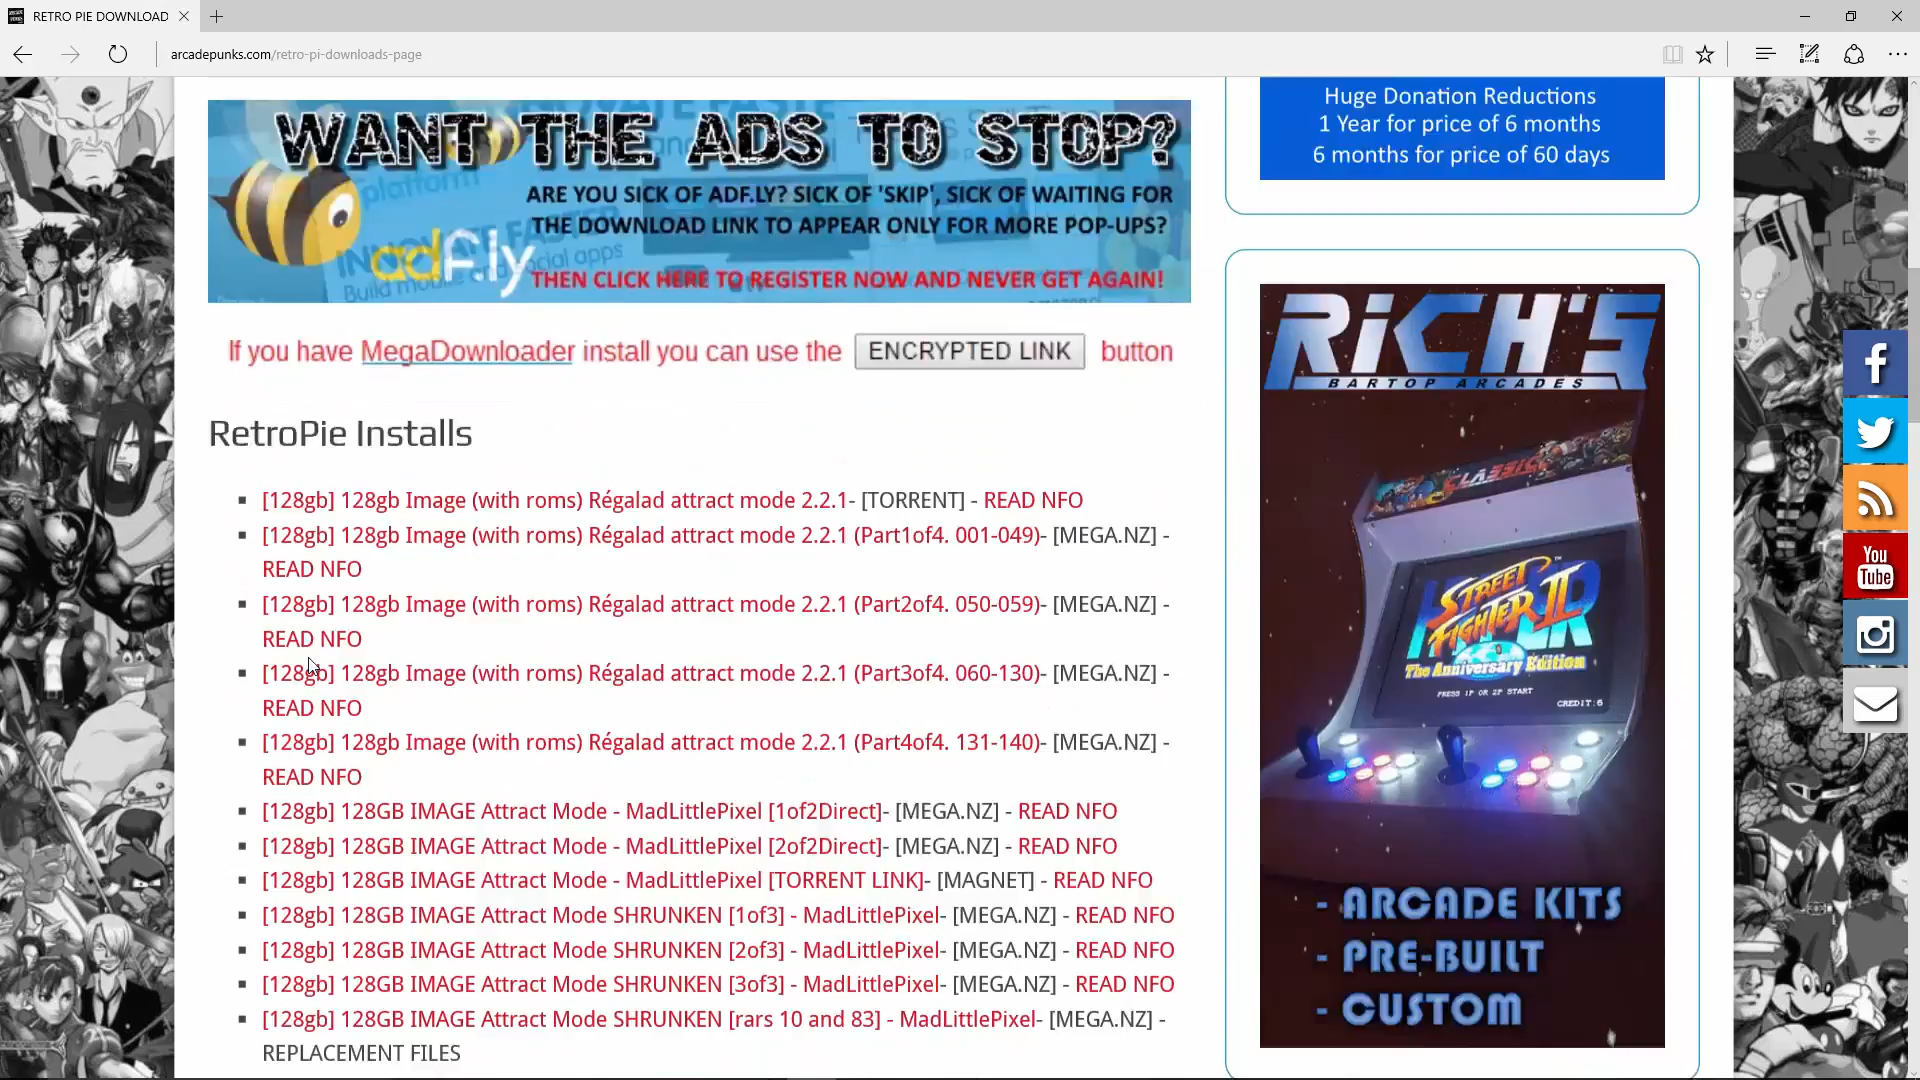 RETRO PIE DOWNLOAD
arcadepunks.com/retro-pi-downloads-page
WANT THE ADS TO STOP?
ARE YOU SICK OF ADF.LY? SICK OF 'SKIP', SICK OF WAITING FOR
THE DOWNLOAD LINK TO APPEAR ONLY FOR MORE POP-UPS?
adf.ly
THEN CLICK HERE TO REGISTER NOW AND NEVER GET AGAIN!
If you have MegaDownloader install you can use the ENCRYPTED LINK button
RetroPie Installs
[128gb] 128gb Image (with roms) Régalad attract mode 2.2.1- [TORRENT] - READ NFO
[128gb] 128gb Image (with roms) Régalad attract mode 2.2.1 (Part1of4. 001-049)- [MEGA.NZ] -
READ NFO
[128gb] 128gb Image (with roms) Régalad attract mode 2.2.1 (Part2of4. 050-059)- [MEGA.NZ] -
READ NFO
[128gb] 128gb Image (with roms) Régalad attract mode 2.2.1 (Part3of4. 060-130)- [MEGA.NZ] -
READ NFO
[128gb] 128gb Image (with roms) Régalad attract mode 2.2.1 (Part4of4. 131-140)- [MEGA.NZ] -
READ NFO
[128gb] 128GB IMAGE Attract Mode - MadLittlePixel [1of2Direct]- [MEGA.NZ] - READ NFO
[128gb] 128GB IMAGE Attract Mode - MadLittlePixel [2of2Direct]- [MEGA.NZ] - READ NFO
[128gb] 128GB IMAGE Attract Mode - MadLittlePixel [TORRENT LINK]- [MAGNET] - READ NFO
[128gb] 128GB IMAGE Attract Mode SHRUNKEN [1of3] - MadLittlePixel- [MEGA.NZ] - READ NFO
[128gb] 128GB IMAGE Attract Mode SHRUNKEN [2of3] - MadLittlePixel- [MEGA.NZ] - READ NFO
[128gb] 128GB IMAGE Attract Mode SHRUNKEN [3of3] - MadLittlePixel- [MEGA.NZ] - READ NFO
[128gb] 128GB IMAGE Attract Mode SHRUNKEN [rars 10 and 83] - MadLittlePixel- [MEGA.NZ] -
REPLACEMENT FILES
Huge Donation Reductions
1 Year for price of 6 months
6 months for price of 60 days
RiCH'S
BARTOP ARCADES
CLASSIC
HYPER
STREET
FIGHTER II
The Anniversary Edition
PRESS 1P OR 2P START
CREDIT:6
- ARCADE KITS
- PRE-BUILT
- CUSTOM
You
Tube